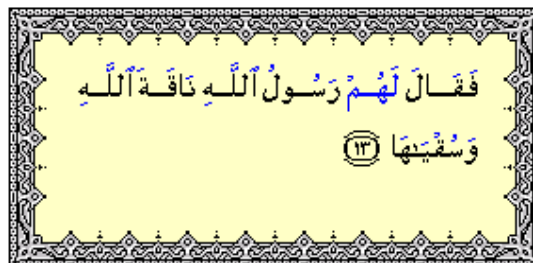 فَقَالَ لَهُمْ رَسُولُ ٱللَّهِ نَاقَةَ ٱللَّهِ
وَسُقْيَـٰهَا ١٣